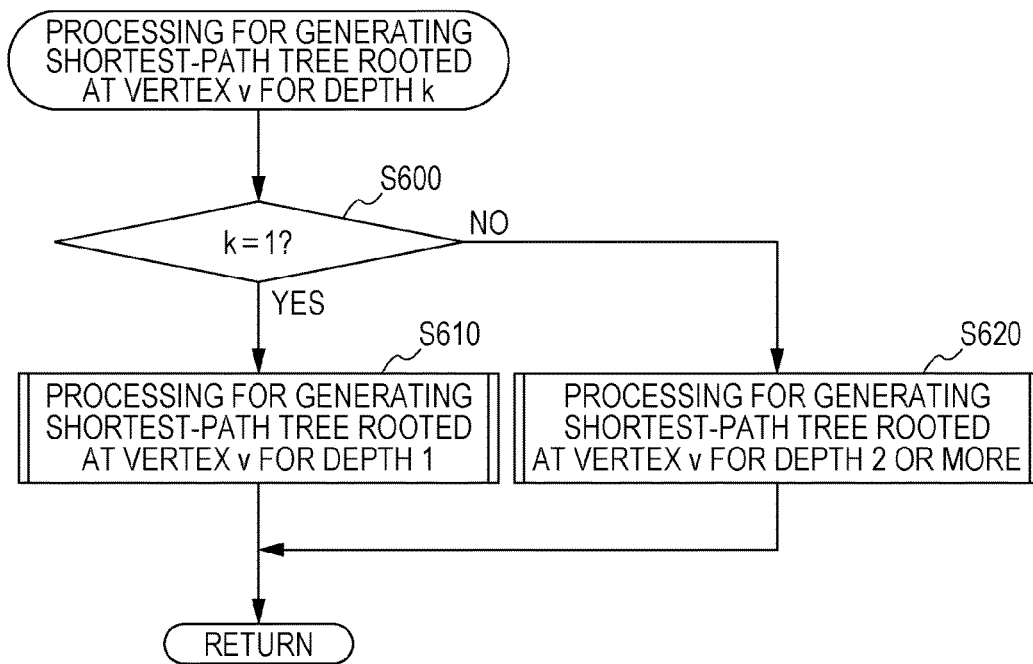 PROCESSING FOR GENERATING
SHORTEST-PATH TREE ROOTED
AT VERTEX v FOR DEPTH k
S600
k = 1?
NO
YES
S610
PROCESSING FOR GENERATING
SHORTEST-PATH TREE ROOTED
AT VERTEX v FOR DEPTH 1
S620
PROCESSING FOR GENERATING
SHORTEST-PATH TREE ROOTED
AT VERTEX v FOR DEPTH 2 OR MORE
RETURN